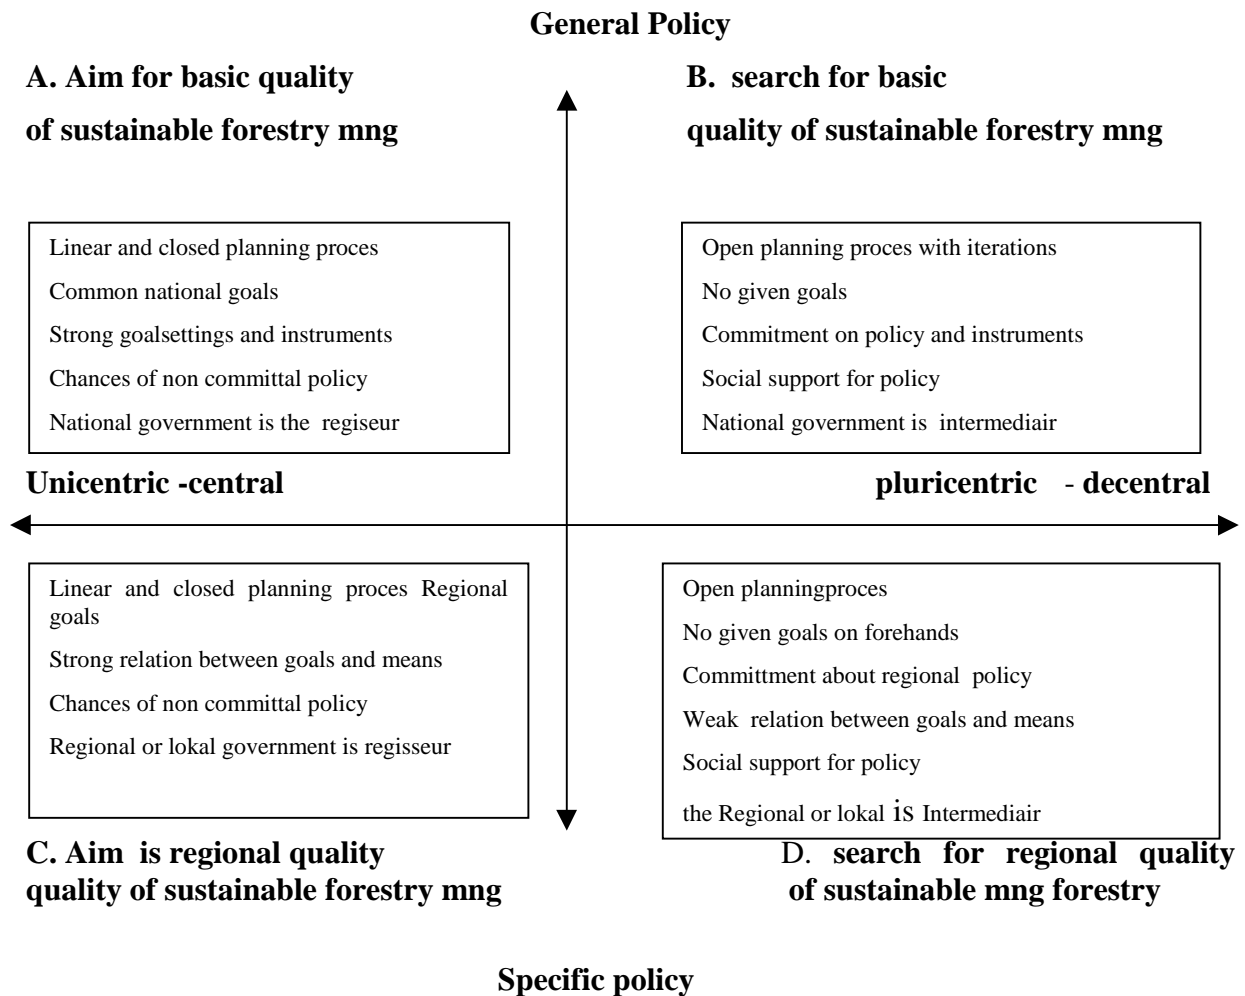 General Policy
A. Aim for basic quality
of sustainable forestry mng
B. search for basic
quality of sustainable forestry mng
Linear and closed planning proces
Common national goals
Strong goalsettings and instruments
Chances of non committal policy
National government is the regiseur
Open planning proces with iterations
No given goals
Commitment on policy and instruments
Social support for policy
National government is intermediair
Unicentric -central
pluricentric - decentral
Linear and closed planning proces Regional
goals
Strong relation between goals and means
Chances of non committal policy
Regional or lokal government is regisseur
Open planningproces
No given goals on forehands
Committment about regional policy
Weak relation between goals and means
Social support for policy
the Regional or lokal is Intermediair
C. Aim is regional quality
quality of sustainable forestry mng
D. search for regional quality
of sustainable mng forestry
Specific policy